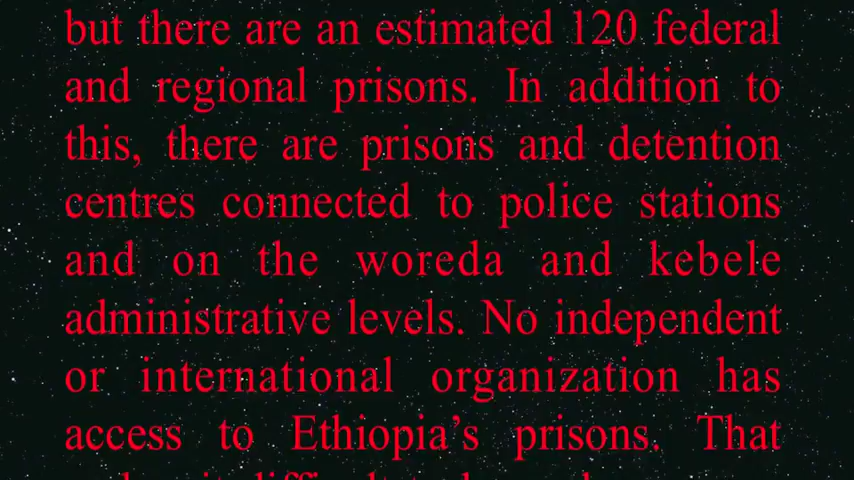 but there are an estimated 120 federal
and regional prisons. In addition to
this, there are prisons and detention
centres connected to police stations
and on the woreda and kebele
administrative levels. No independent
or international organization has
access to Ethiopia’s prisons. That